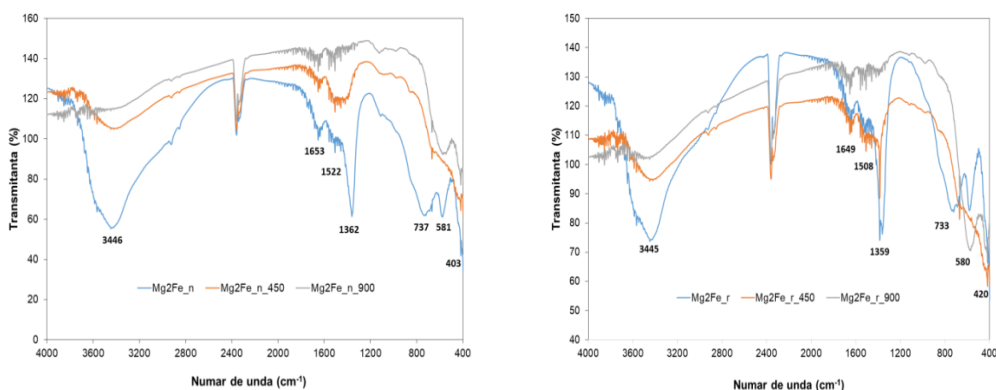 160
140
120
100
80
60
40
20
0
Transmitanta (%)
3446
1653
1522
1362
737
581
403
Mg2Fe_n
Mg2Fe_n_450
Mg2Fe_n_900
4000 3600 3200 2800 2400 2000 1600 1200 800 400
Numar de unda (cm⁻¹)
150
140
130
120
110
100
90
80
70
60
50
40
Transmitanta (%)
3445
1649
1508
1359
733
580
420
Mg2Fe_r
Mg2Fe_r_450
Mg2Fe_r_900
4000 3600 3200 2800 2400 2000 1600 1200 800 400
Numar de unda (cm⁻¹)